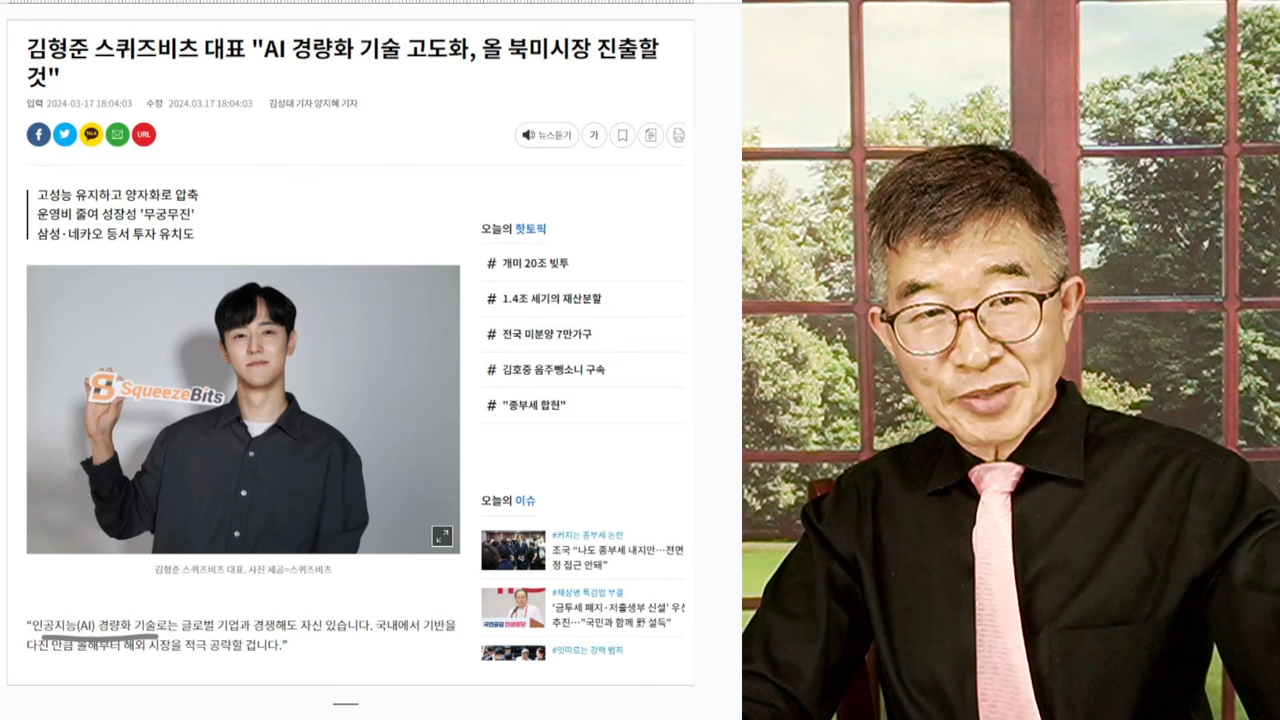 김형준 스퀴즈비츠 대표 "AI 경량화 기술 고도화, 올 북미시장 진출할
것"
입력 2024-03-17 18:04:03 수정 2024.03.17 18:04:03 김성태 기자·양지혜 기자
f
TALK
URL
뉴스듣기
가
고성능 유지하고 양자화로 압축
운영비 줄여 성장성 '무궁무진'
삼성·네카오 등서 투자 유치도
SqueezeBits
김형준 스퀴즈비츠 대표. 사진 제공=스퀴즈비츠
“인공지능(AI) 경량화 기술로는 글로벌 기업과 경쟁해도 자신 있습니다. 국내에서 기반을
다진 만큼 올해부터 해외 시장을 적극 공략할 겁니다.”
오늘의 핫토픽
# 개미 20조 빚투
# 1.4조 세기의 재산분할
# 전국 미분양 7만가구
# 김호중 음주뺑소니 구속
# "종부세 합헌"
오늘의 이슈
#커지는 종부세 논란
조국 “나도 종부세 내지만…전면
정 접근 안돼”
#채상병 특검법 부결
'금투세 폐지·저출생부 신설' 우선
추진…"국민과 함께 野 설득"
국민공감 민생정당
#잇따르는 강력 범죄